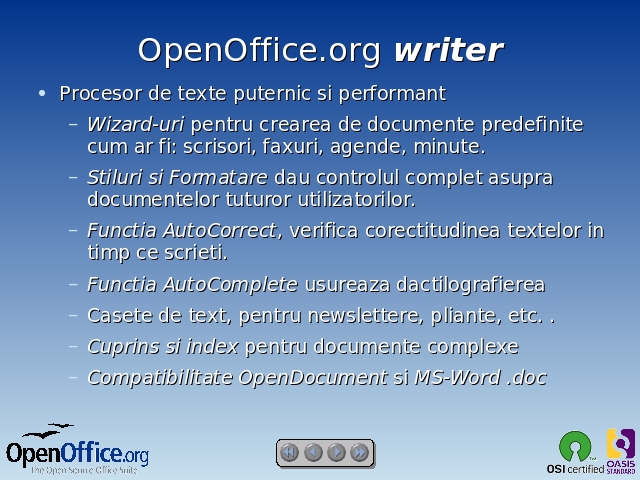 OpenOffice.org writer
• Procesor de texte puternic si performant
– Wizard-uri pentru crearea de documente predefinite
cum ar fi: scrisori, faxuri, agende, minute.
– Stiluri si Formatare dau controlul complet asupra
documentelor tuturor utilizatorilor.
– Functia AutoCorrect, verifica corectitudinea textelor in
timp ce scrieti.
– Functia AutoComplete usureaza dactilografierea
– Casete de text, pentru newslettere, pliante, etc. .
– Cuprins si index pentru documente complexe
– Compatibilitate OpenDocument si MS-Word .doc
OpenOffice.org
The Open Source Office Suite
OSI certified
OASIS
STANDARD